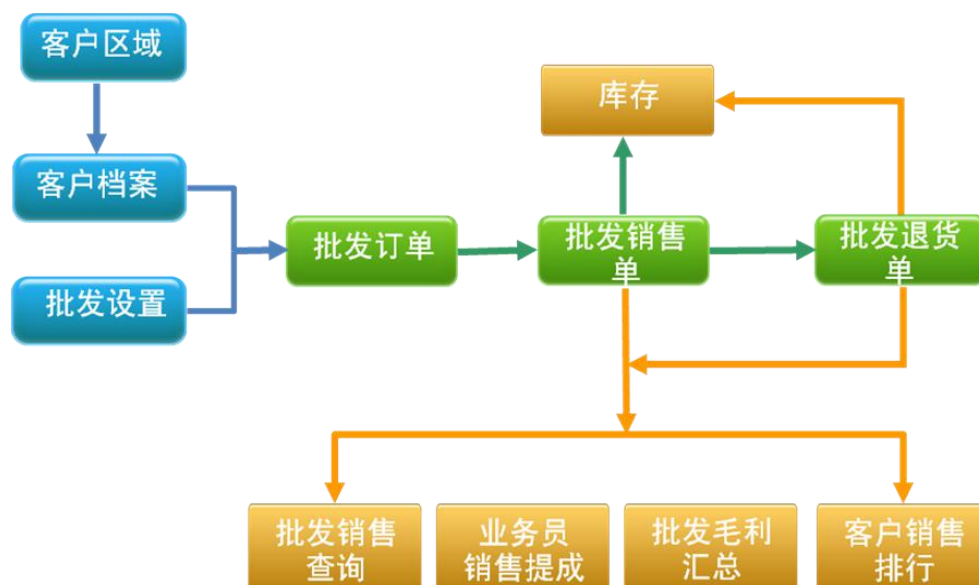 客户区域
库存
客户档案
批发订单
批发销售
单
批发退货
单
批发设置
批发销售
查询
业务员
销售提成
批发毛利
汇总
客户销售
排行